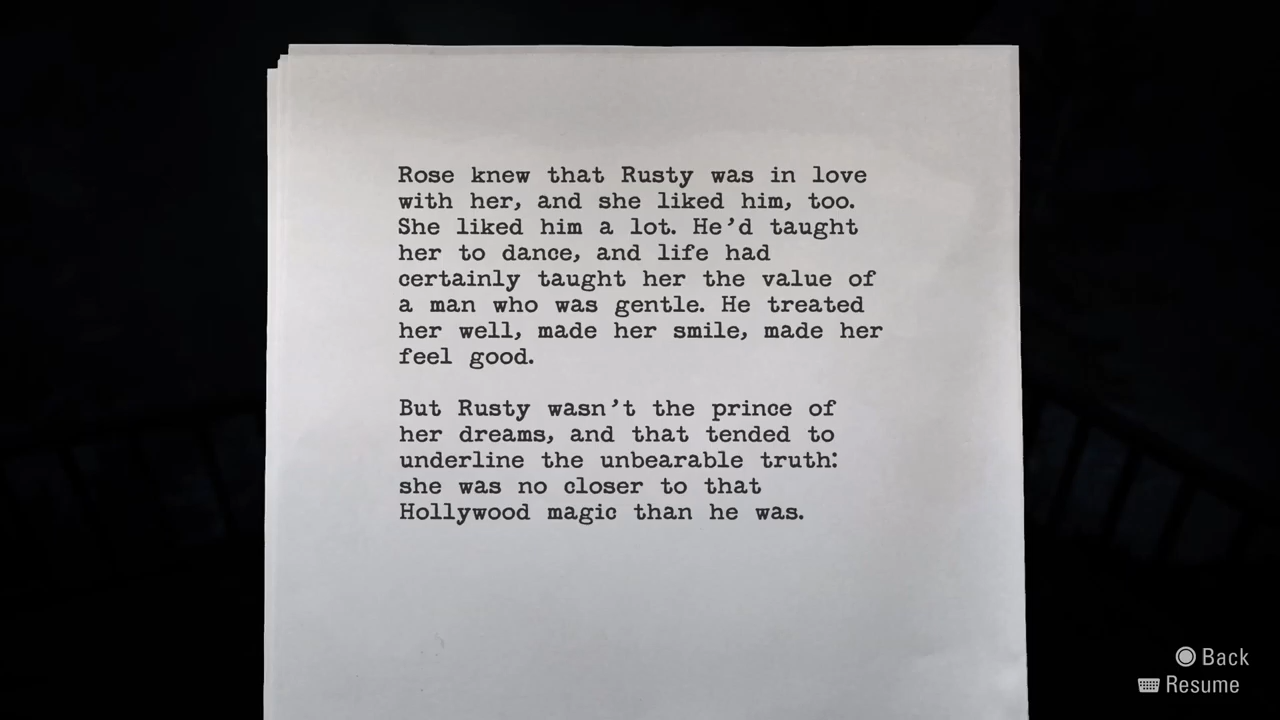 Rose knew that Rusty was in love
with her, and she liked him, too.
She liked him a lot. He’d taught
her to dance, and life had
certainly taught her the value of
a man who was gentle. He treated
her well, made her smile, made her
feel good.
But Rusty wasn’t the prince of
her dreams, and that tended to
underline the unbearable truth:
she was no closer to that
Hollywood magic than he was.
Back
Resume